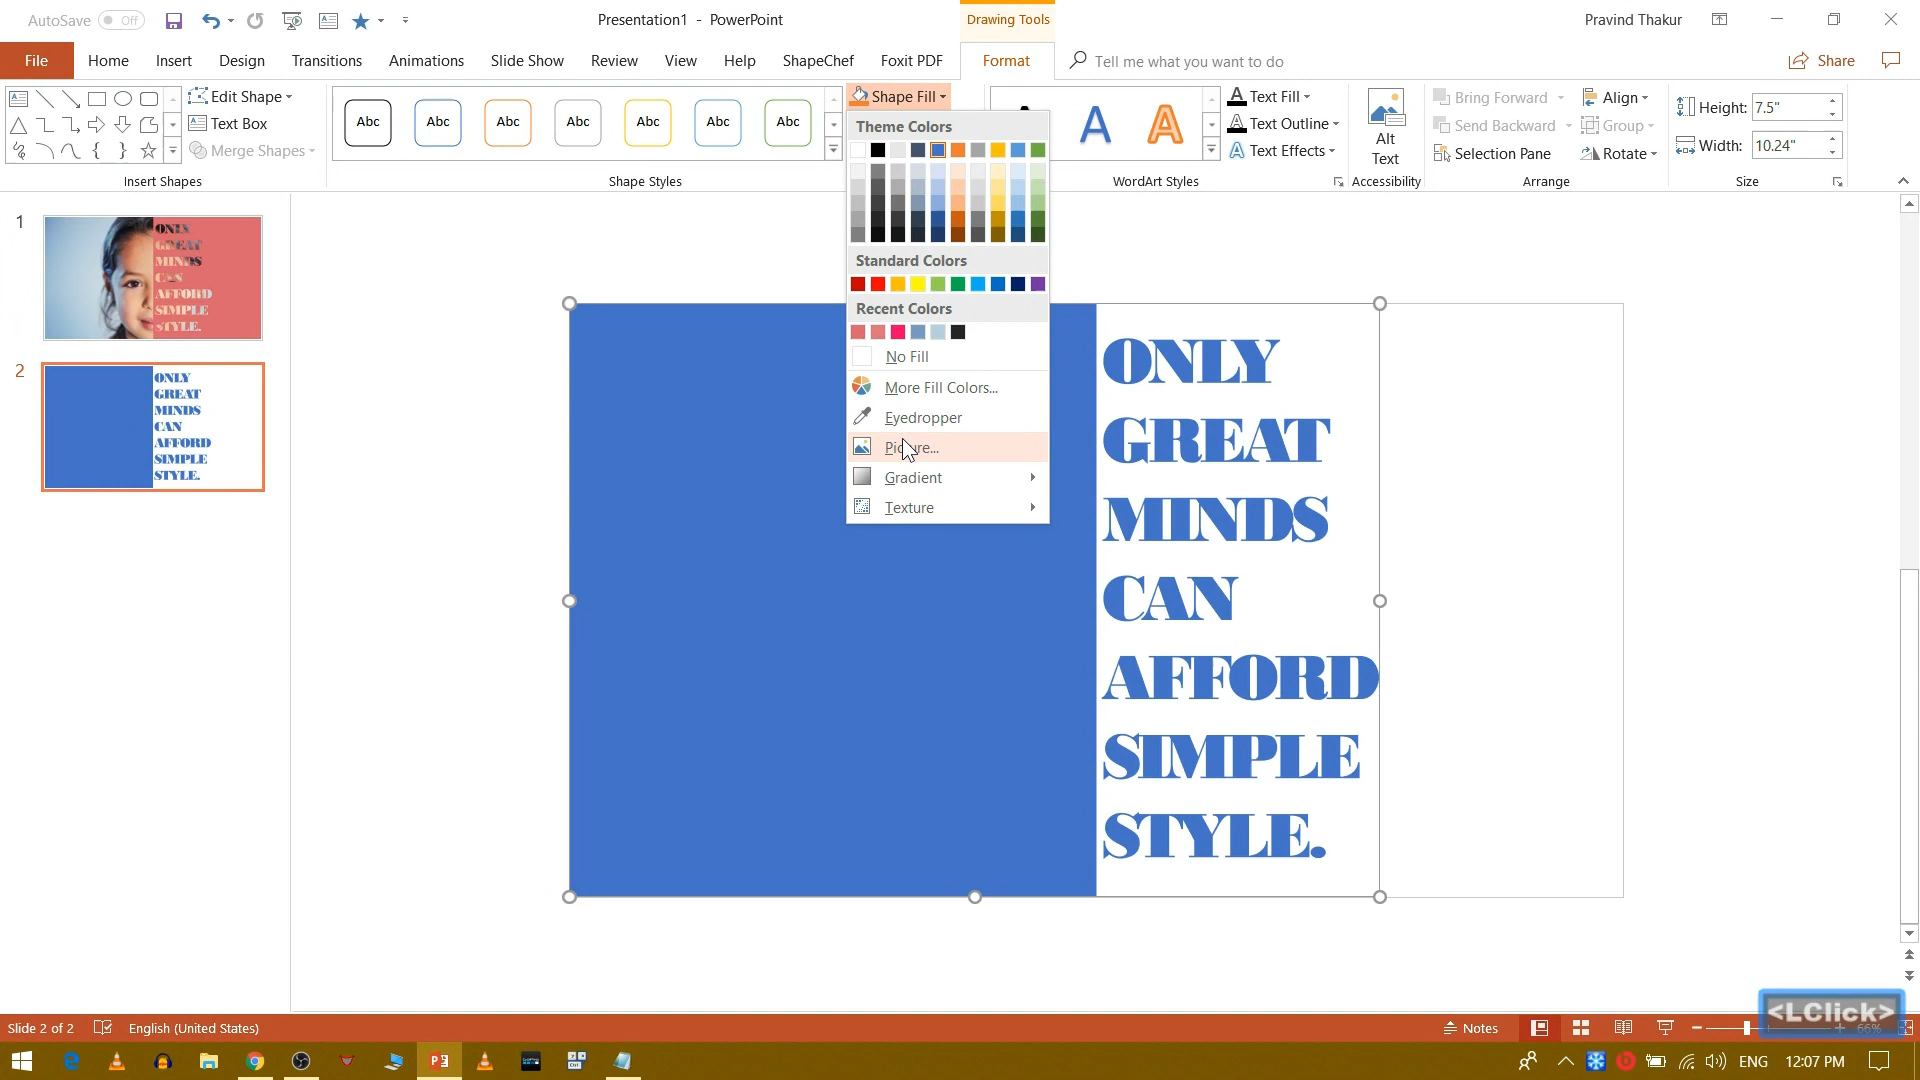 AutoSave Off
Presentation1 - PowerPoint
Drawing Tools
Pravind Thakur
File Home Insert Design Transitions Animations Slide Show Review View Help ShapeChef Foxit PDF Format Tell me what you want to do Share
Edit Shape
Text Box
Merge Shapes
Insert Shapes
Abc Abc Abc Abc Abc Abc Abc
Shape Styles
Shape Fill
Theme Colors
Standard Colors
Recent Colors
No Fill
More Fill Colors...
Eyedropper
Gradient
Texture
A A
Text Fill
Text Outline
Text Effects
WordArt Styles
Alt
Text
Accessibility
Bring Forward
Send Backward
Selection Pane
Align
Group
Rotate
Arrange
Height: 7.5"
Width: 10.24"
Size
1
ONLY
GREAT
MINDS
CAN
AFFORD
SIMPLE
STYLE.
2
ONLY
GREAT
MINDS
CAN
AFFORD
SIMPLE
STYLE.
ONLY
GREAT
MINDS
CAN
AFFORD
SIMPLE
STYLE.
<LClick>
Slide 2 of 2
English (United States)
Notes
66%
ENG
12:07 PM